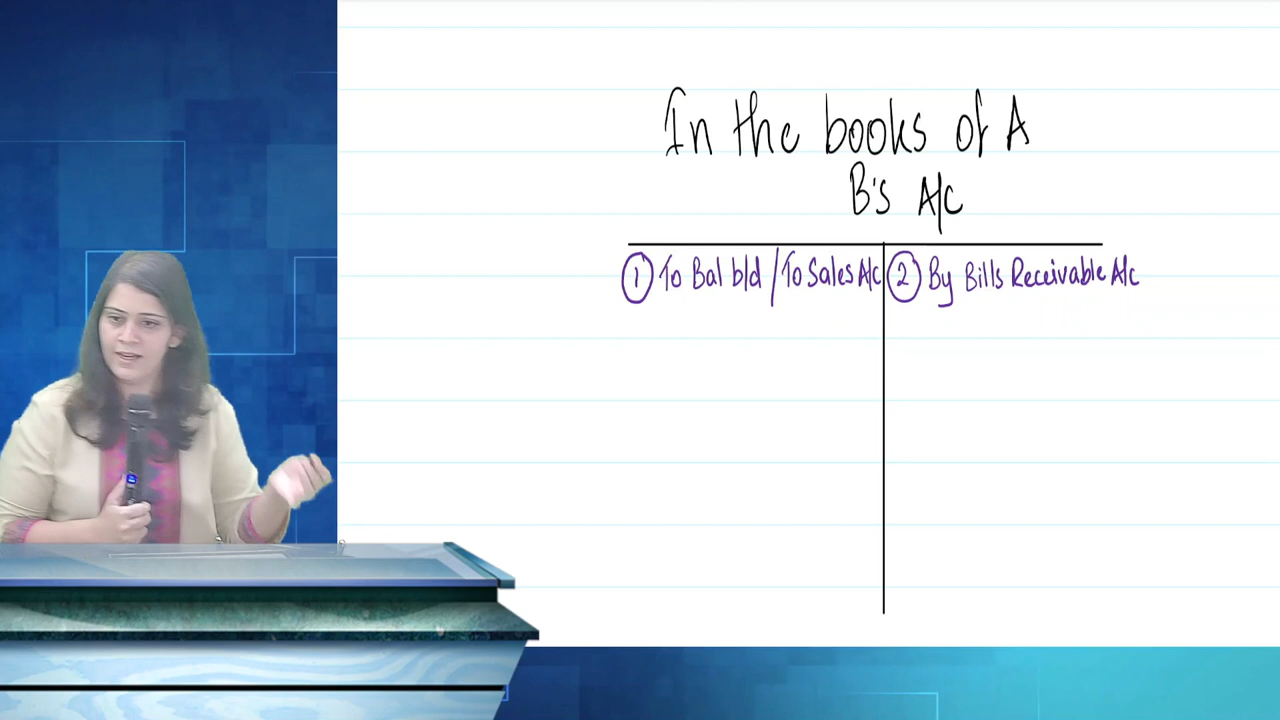 In the books of A
B's A/c
① To Bal b/d / To Sales A/c ② By Bills Receivable A/c